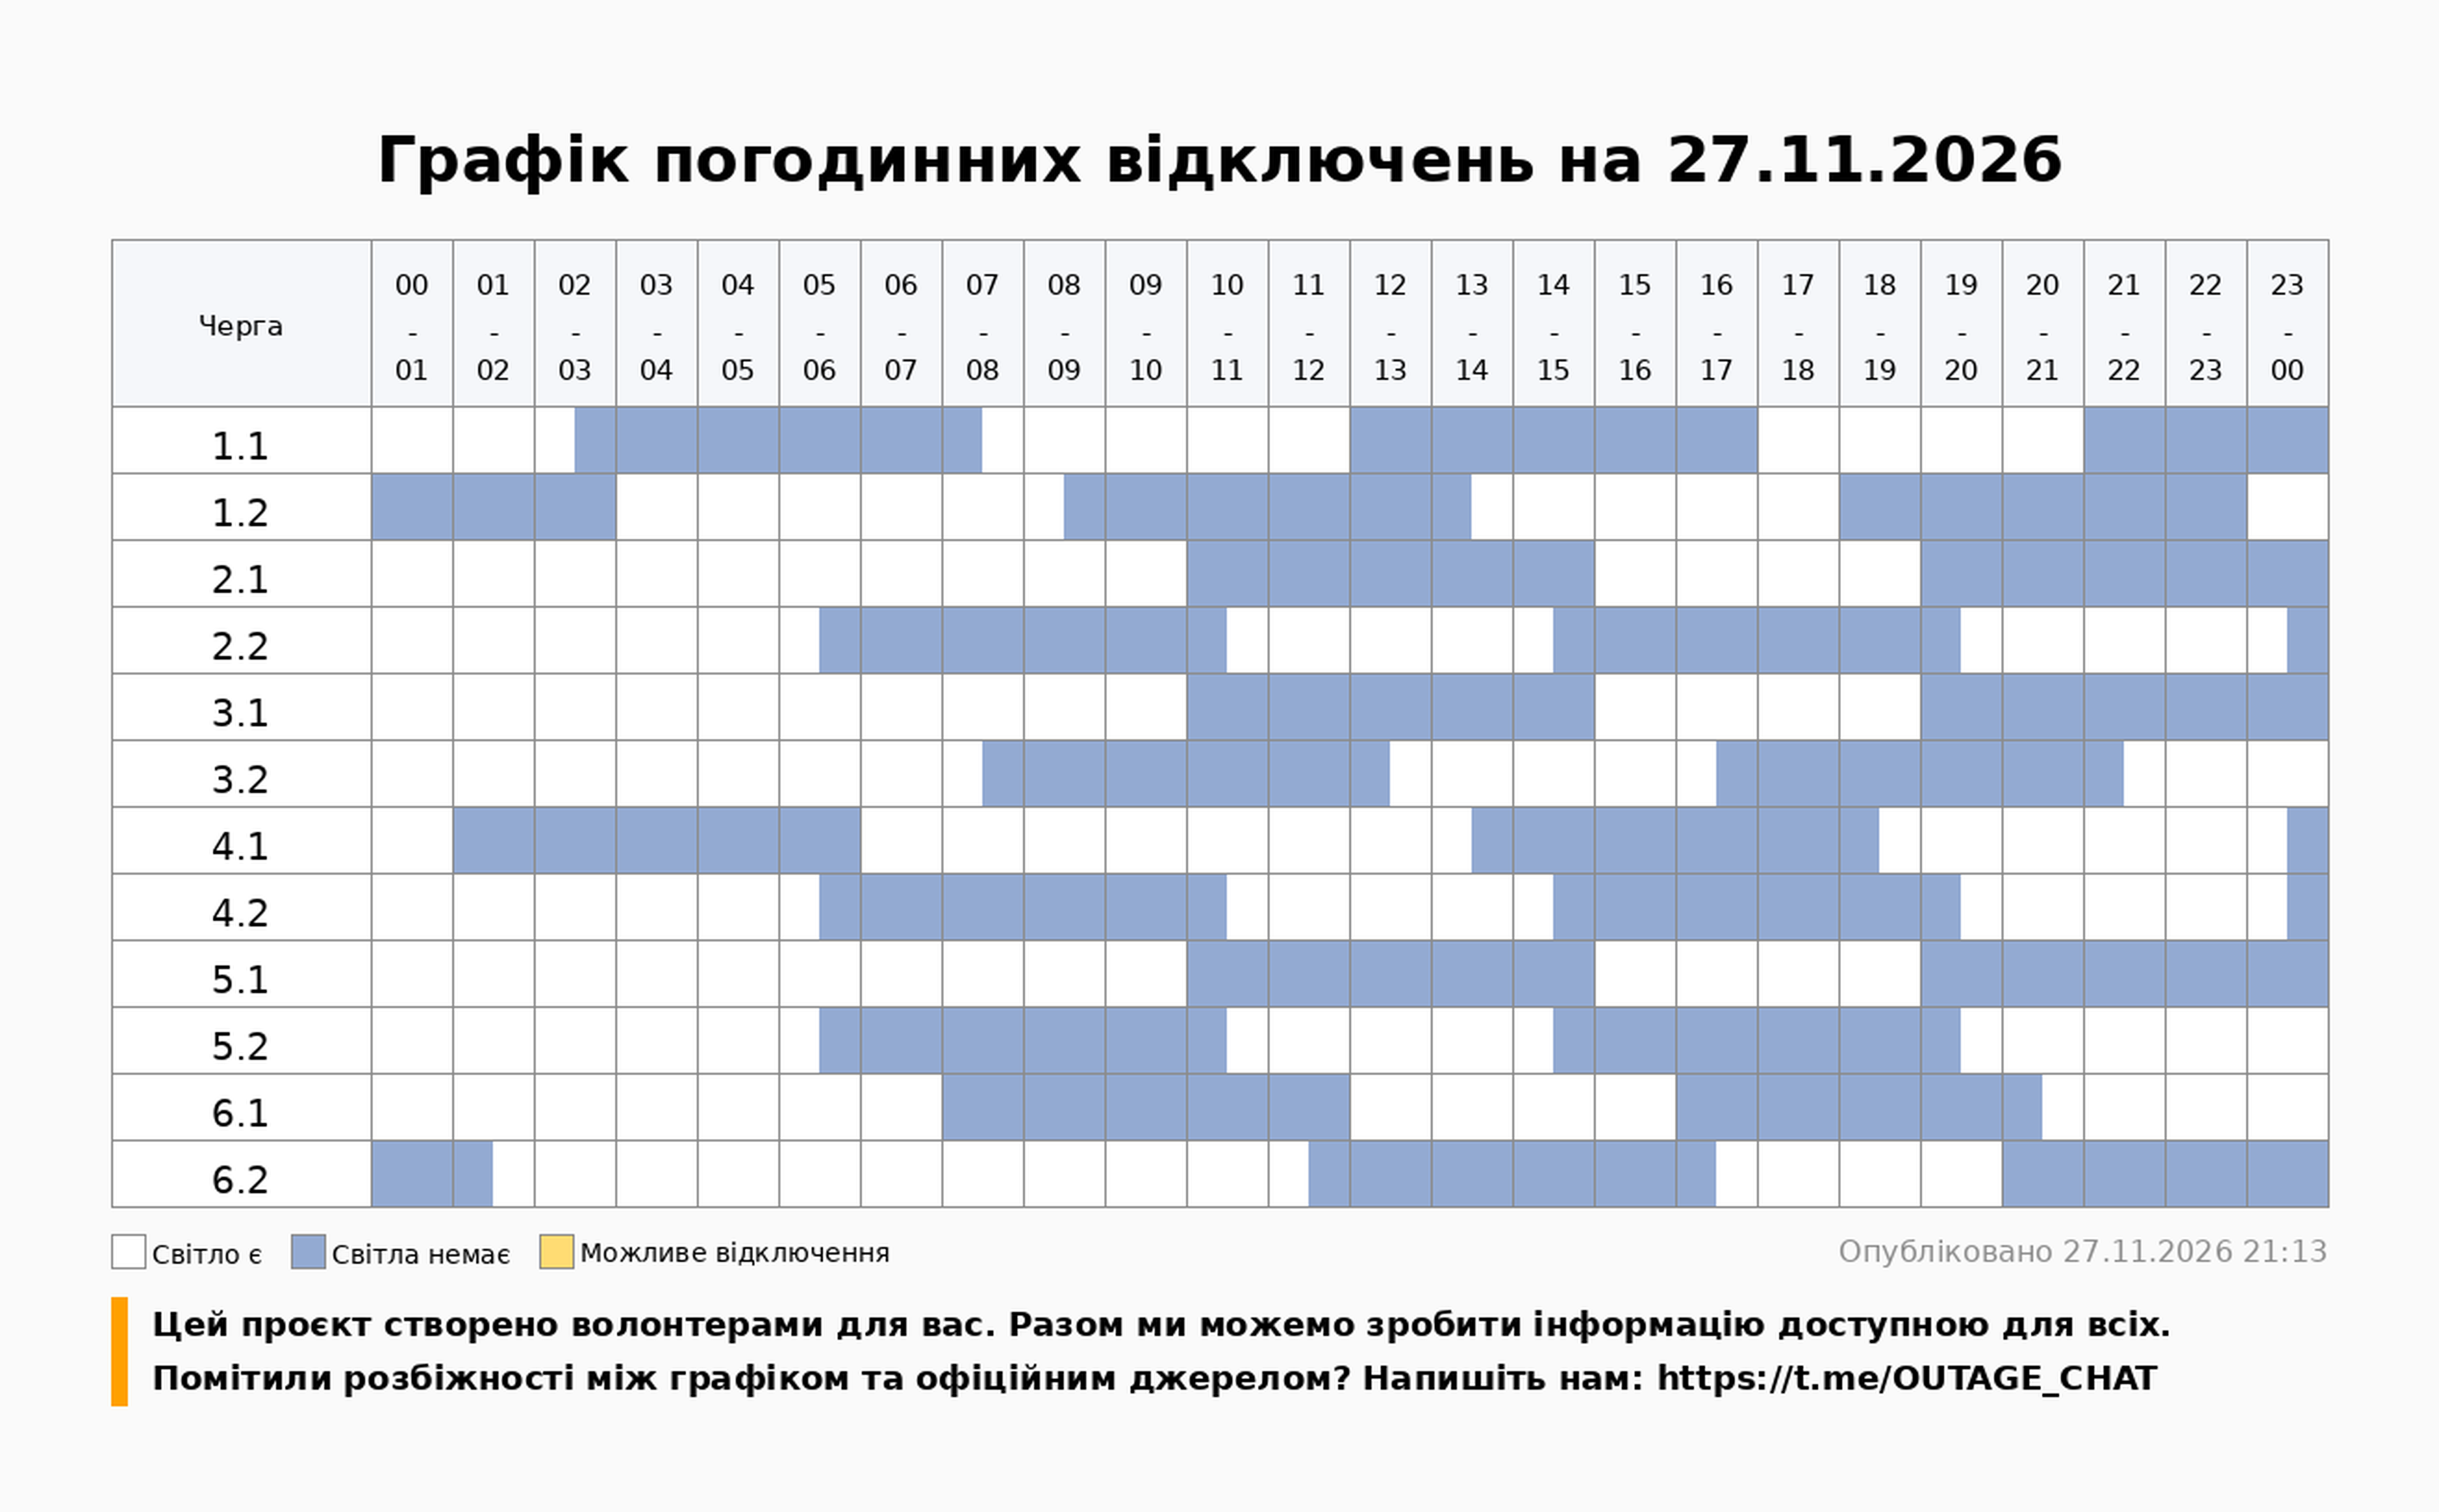 Графік погодинних відключень на 27.11.2026
Черга
00 - 01
01 - 02
02 - 03
03 - 04
04 - 05
05 - 06
06 - 07
07 - 08
08 - 09
09 - 10
10 - 11
11 - 12
12 - 13
13 - 14
14 - 15
15 - 16
16 - 17
17 - 18
18 - 19
19 - 20
20 - 21
21 - 22
22 - 23
23 - 00
1.1
1.2
2.1
2.2
3.1
3.2
4.1
4.2
5.1
5.2
6.1
6.2
Світло є
Світла немає
Можливе відключення
Опубліковано 27.11.2026 21:13
Цей проєкт створено волонтерами для вас. Разом ми можемо зробити інформацію доступною для всіх.
Помітили розбіжності між графіком та офіційним джерелом? Напишіть нам: https://t.me/OUTAGE_CHAT